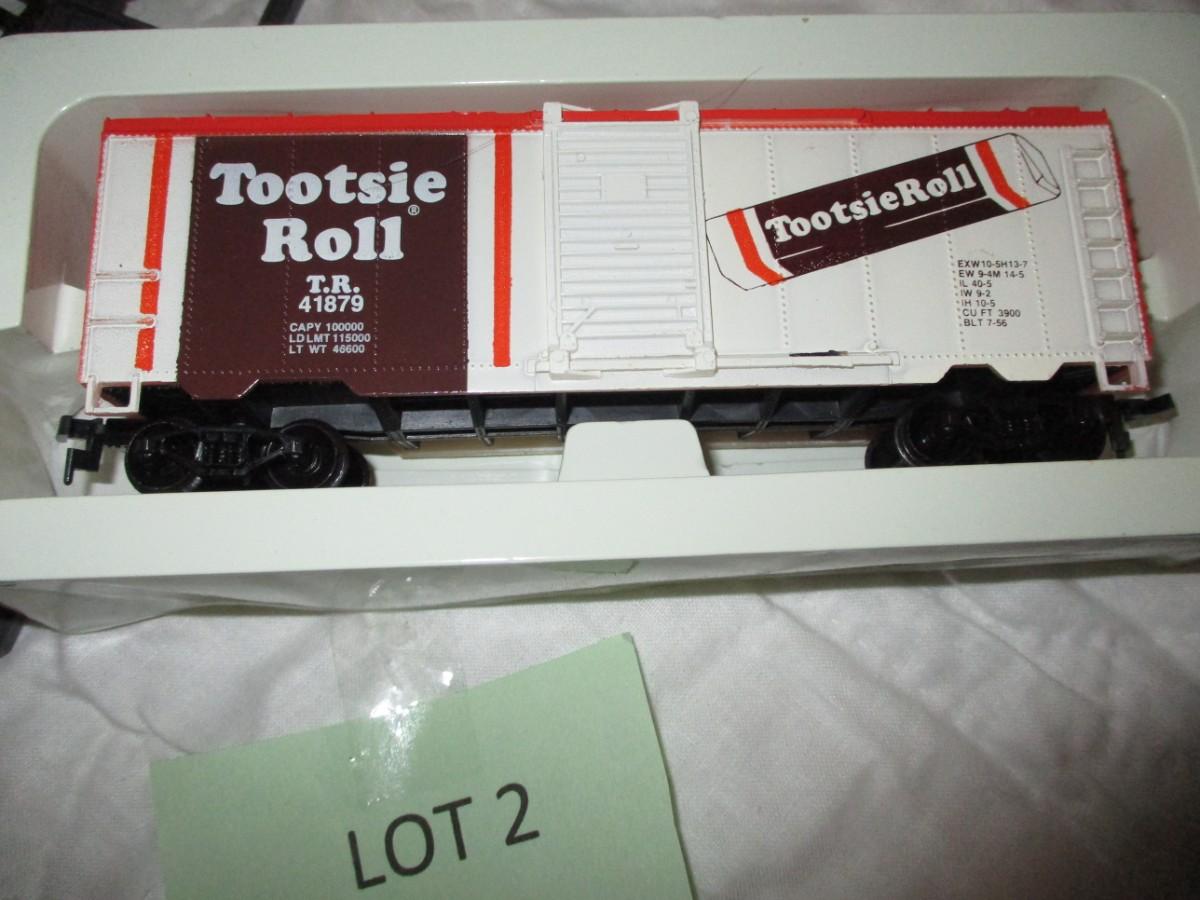 Tootsie
Roll®
T.R.
41879
CAPY 100000
LD LMT 115000
LT WT 46600
TootsieRoll
EXW10-5H13-7
EW 9-4M 14-5
IL 40-5
IW 9-2
IH 10-5
CU FT 3900
BLT 7-56
LOT 2